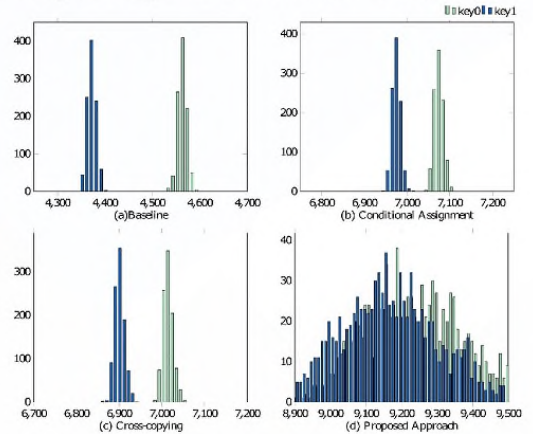 key0 key1
400
300
200
100
0
4,300 4,400 4,500 4,600 4,700
(a)Baseline
400
300
200
100
0
6,800 6,900 7,000 7,100 7,200
(b) Conditional Assignment
300
200
100
0
6,700 6,800 6,900 7,000 7,100 7,200
(c) Cross-copying
40
30
20
10
0
8,900 9,000 9,100 9,200 9,300 9,400 9,500
(d) Proposed Approach